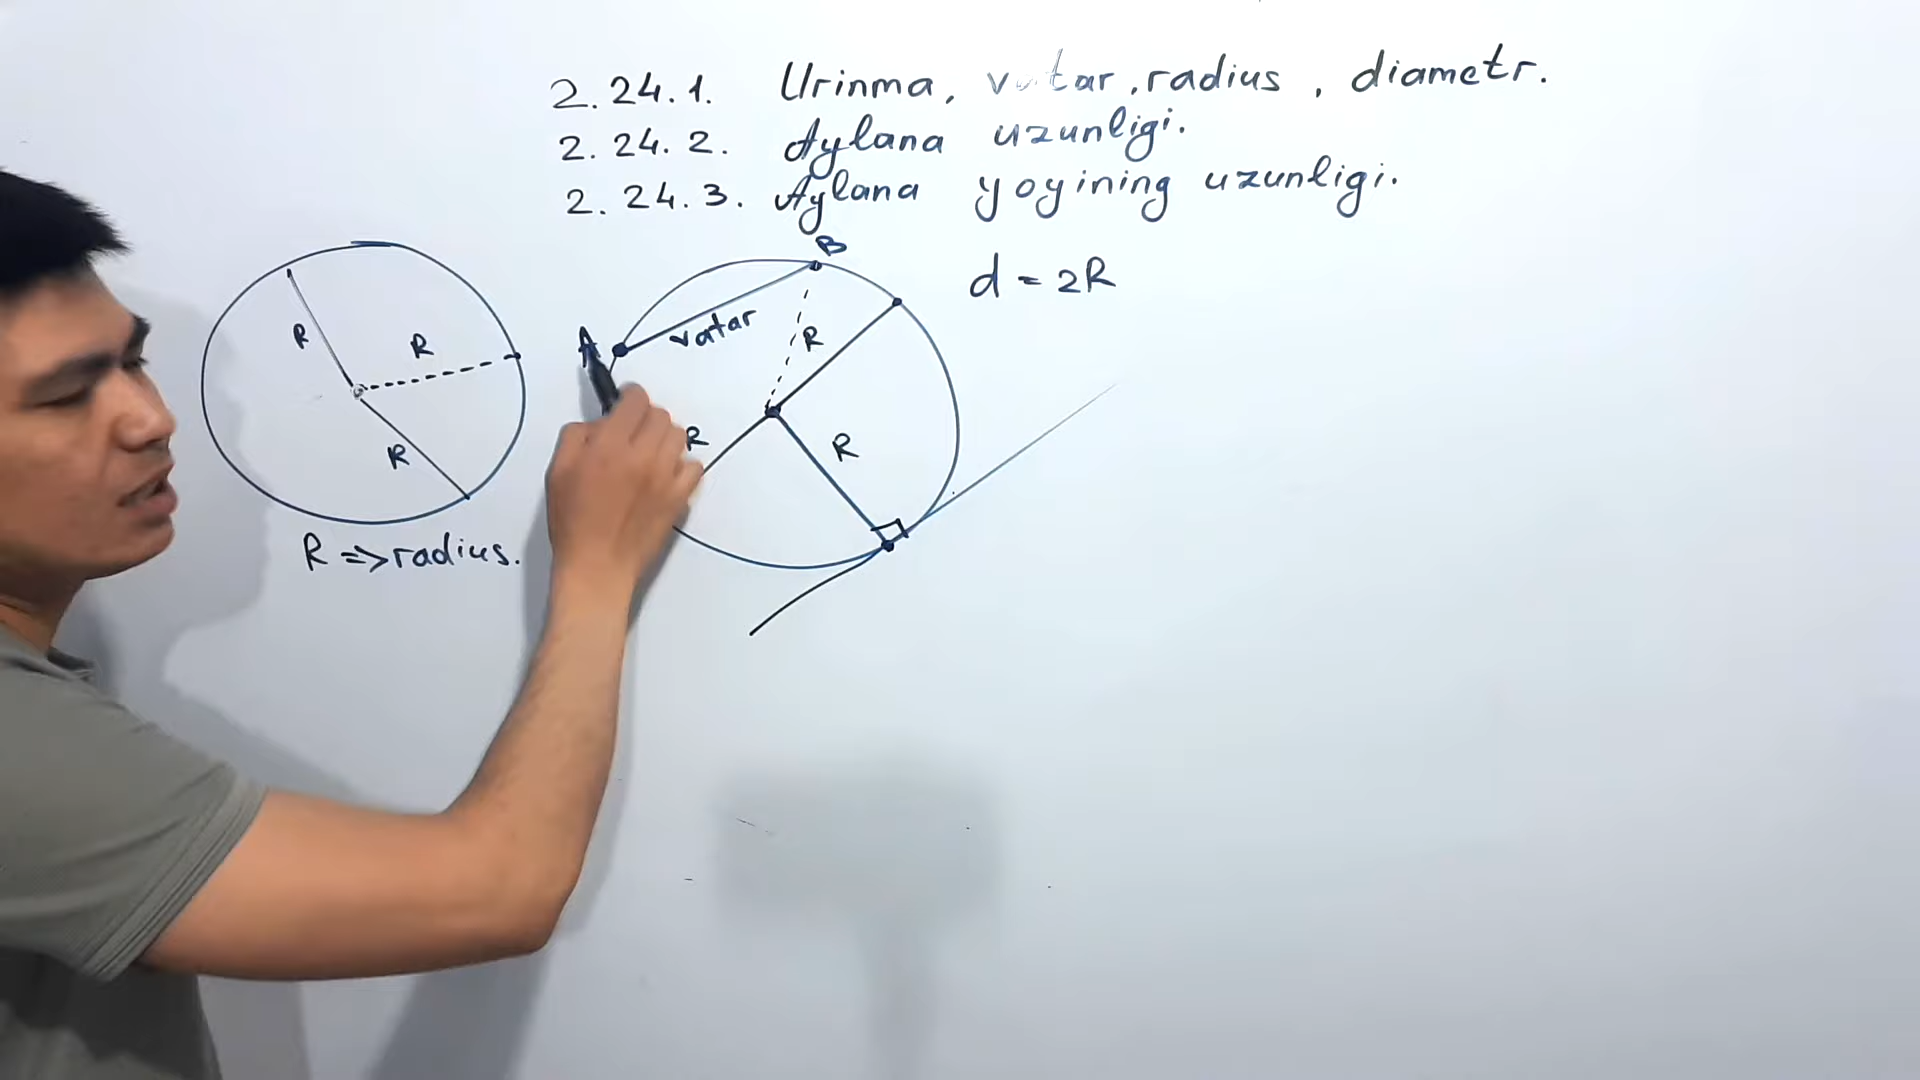 2.24.1. Urinma, vatar, radius, diametr.
2.24.2. Aylana uzunligi.
2.24.3. Aylana yoyining uzunligi.
B
d = 2R
A
vatar
R
R
R
R
R
R
R => radius.